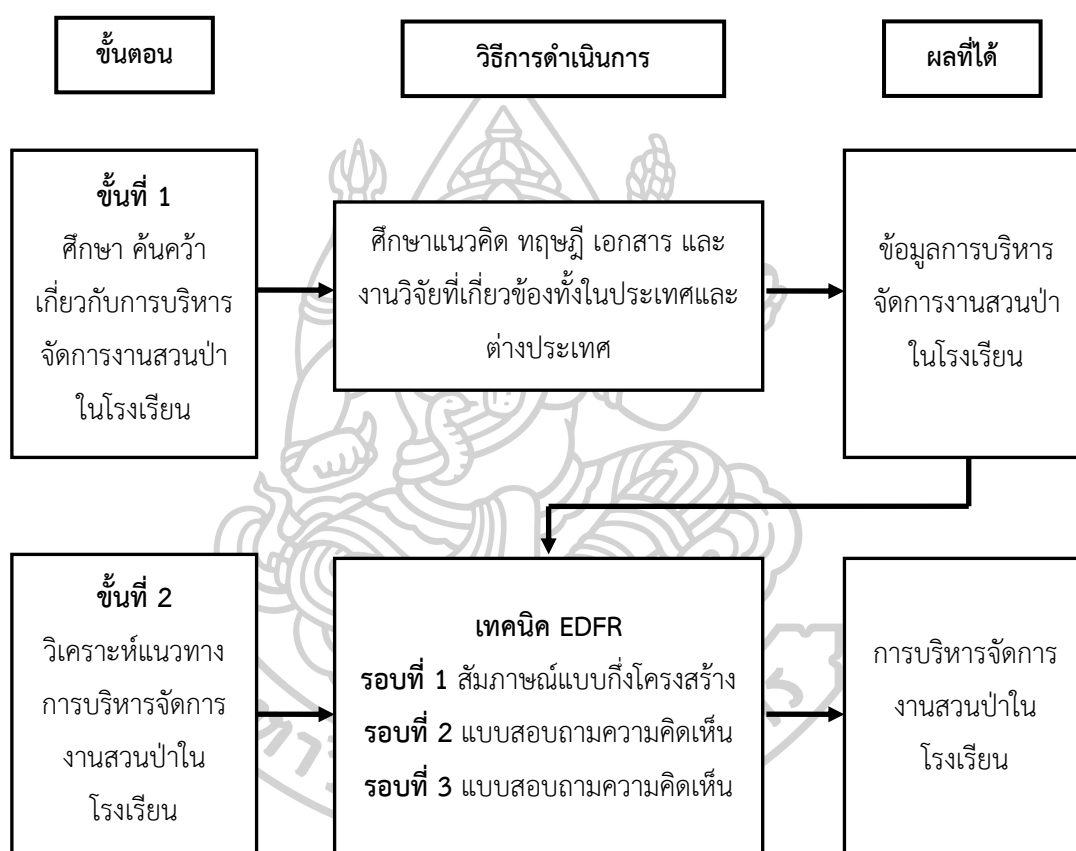 ขั้นตอน
วิธีการดำเนินการ
ผลที่ได้
ขั้นที่ 1
ศึกษา ค้นคว้า
เกี่ยวกับการบริหาร
จัดการงานสวนป่า
ในโรงเรียน
ศึกษาแนวคิด ทฤษฎี เอกสาร และ
งานวิจัยที่เกี่ยวข้องทั้งในประเทศและ
ต่างประเทศ
ข้อมูลการบริหาร
จัดการงานสวนป่า
ในโรงเรียน
ขั้นที่ 2
วิเคราะห์แนวทาง
การบริหารจัดการ
งานสวนป่าใน
โรงเรียน
เทคนิค EDFR
รอบที่ 1 สัมภาษณ์แบบกึ่งโครงสร้าง
รอบที่ 2 แบบสอบถามความคิดเห็น
รอบที่ 3 แบบสอบถามความคิดเห็น
การบริหารจัดการ
งานสวนป่าใน
โรงเรียน